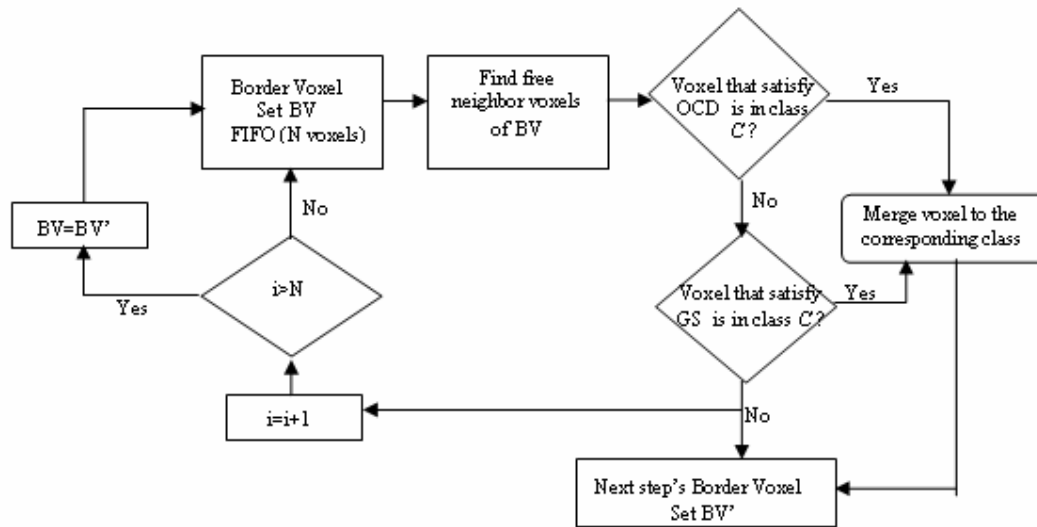 Border Voxel
Set BV
FIFO (N voxels)
Find free
neighbor voxels
of BV
Voxel that satisfy
OCD is in class
C?
Yes
No
Merge voxel to the
corresponding class
Voxel that satisfy
GS is in class C?
Yes
No
Next step's Border Voxel
Set BV'
i=i+1
i>N
No
Yes
BV=BV'